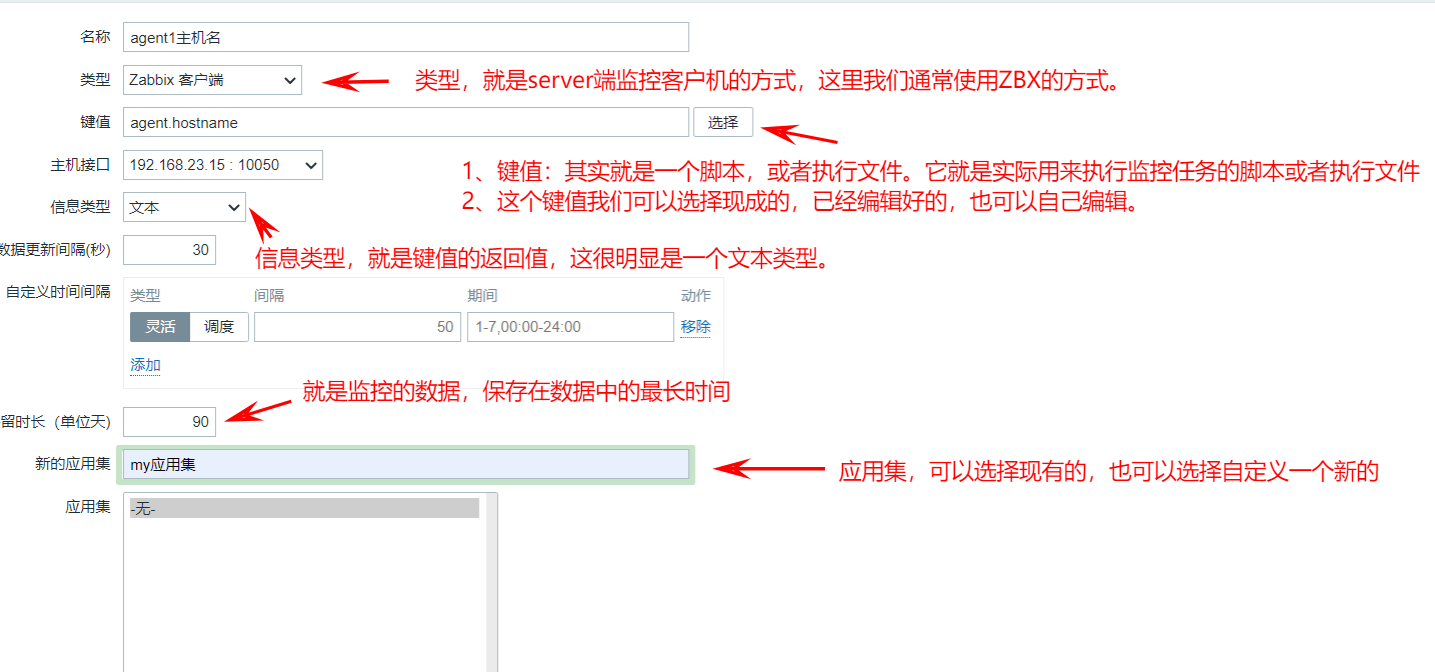 名称 agent1主机名
类型 Zabbix 客户端 类型，就是server端监控客户机的方式，这里我们通常使用ZBX的方式。
键值 agent.hostname 选择
主机接口 192.168.23.15 : 10050 1、键值：其实就是一个脚本，或者执行文件。它就是实际用来执行监控任务的脚本或者执行文件
信息类型 文本 2、这个键值我们可以选择现成的，已经编辑好的，也可以自己编辑。
数据更新间隔(秒) 30 信息类型，就是键值的返回值，这很明显是一个文本类型。
自定义时间间隔 类型 间隔 期间 动作
灵活 调度 50 1-7,00:00-24:00 移除
添加
就是监控的数据，保存在数据中的最长时间
留时长（单位天) 90
新的应用集 my应用集 应用集，可以选择现有的，也可以选择自定义一个新的
应用集 -无-